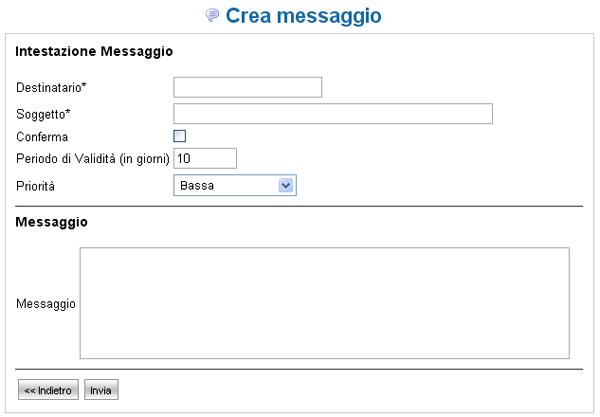 Crea messaggio
Intestazione Messaggio
Destinatario*
Soggetto*
Conferma
Periodo di Validità (in giorni) 10
Priorità Bassa
Messaggio
Messaggio
<< Indietro Invia